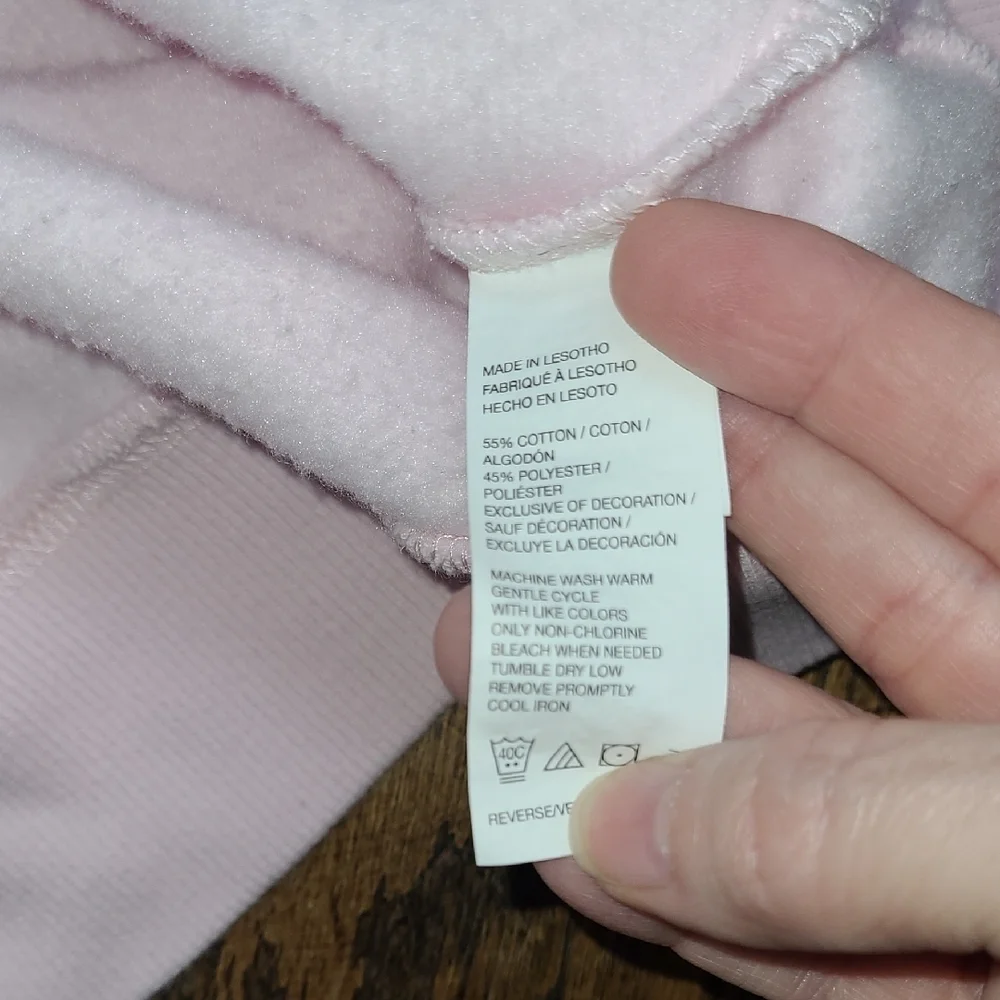 MADE IN LESOTHO
FABRIQUÉ À LESOTHO
HECHO EN LESOTO
55% COTTON / COTON /
ALGODÓN
45% POLYESTER /
POLIÉSTER
EXCLUSIVE OF DECORATION /
SAUF DÉCORATION /
EXCLUYE LA DECORACIÓN
MACHINE WASH WARM
GENTLE CYCLE
WITH LIKE COLORS
ONLY NON-CHLORINE
BLEACH WHEN NEEDED
TUMBLE DRY LOW
REMOVE PROMPTLY
COOL IRON
40C
REVERSE/